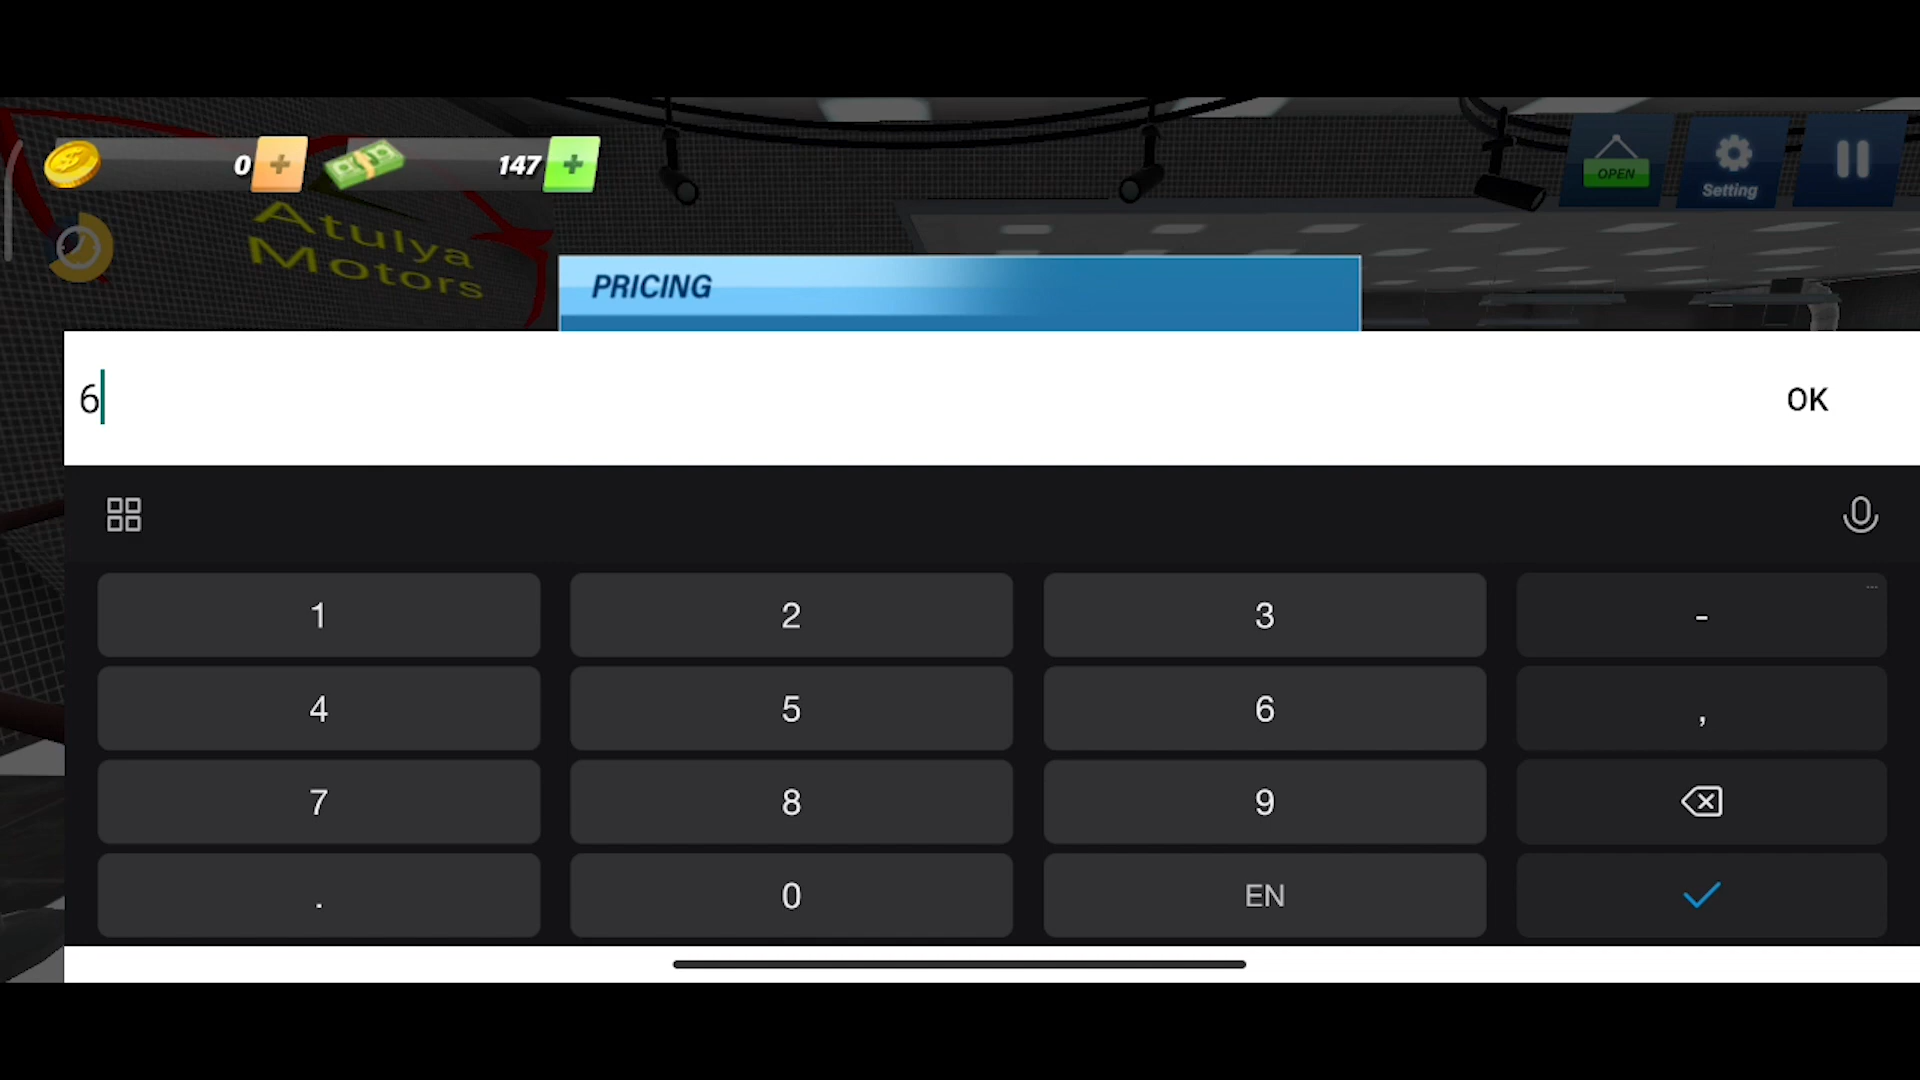 0
147
OPEN
Setting
Atulya
Motors
PRICING
6
OK
1 2 3 -
4 5 6 ,
7 8 9
. 0 EN